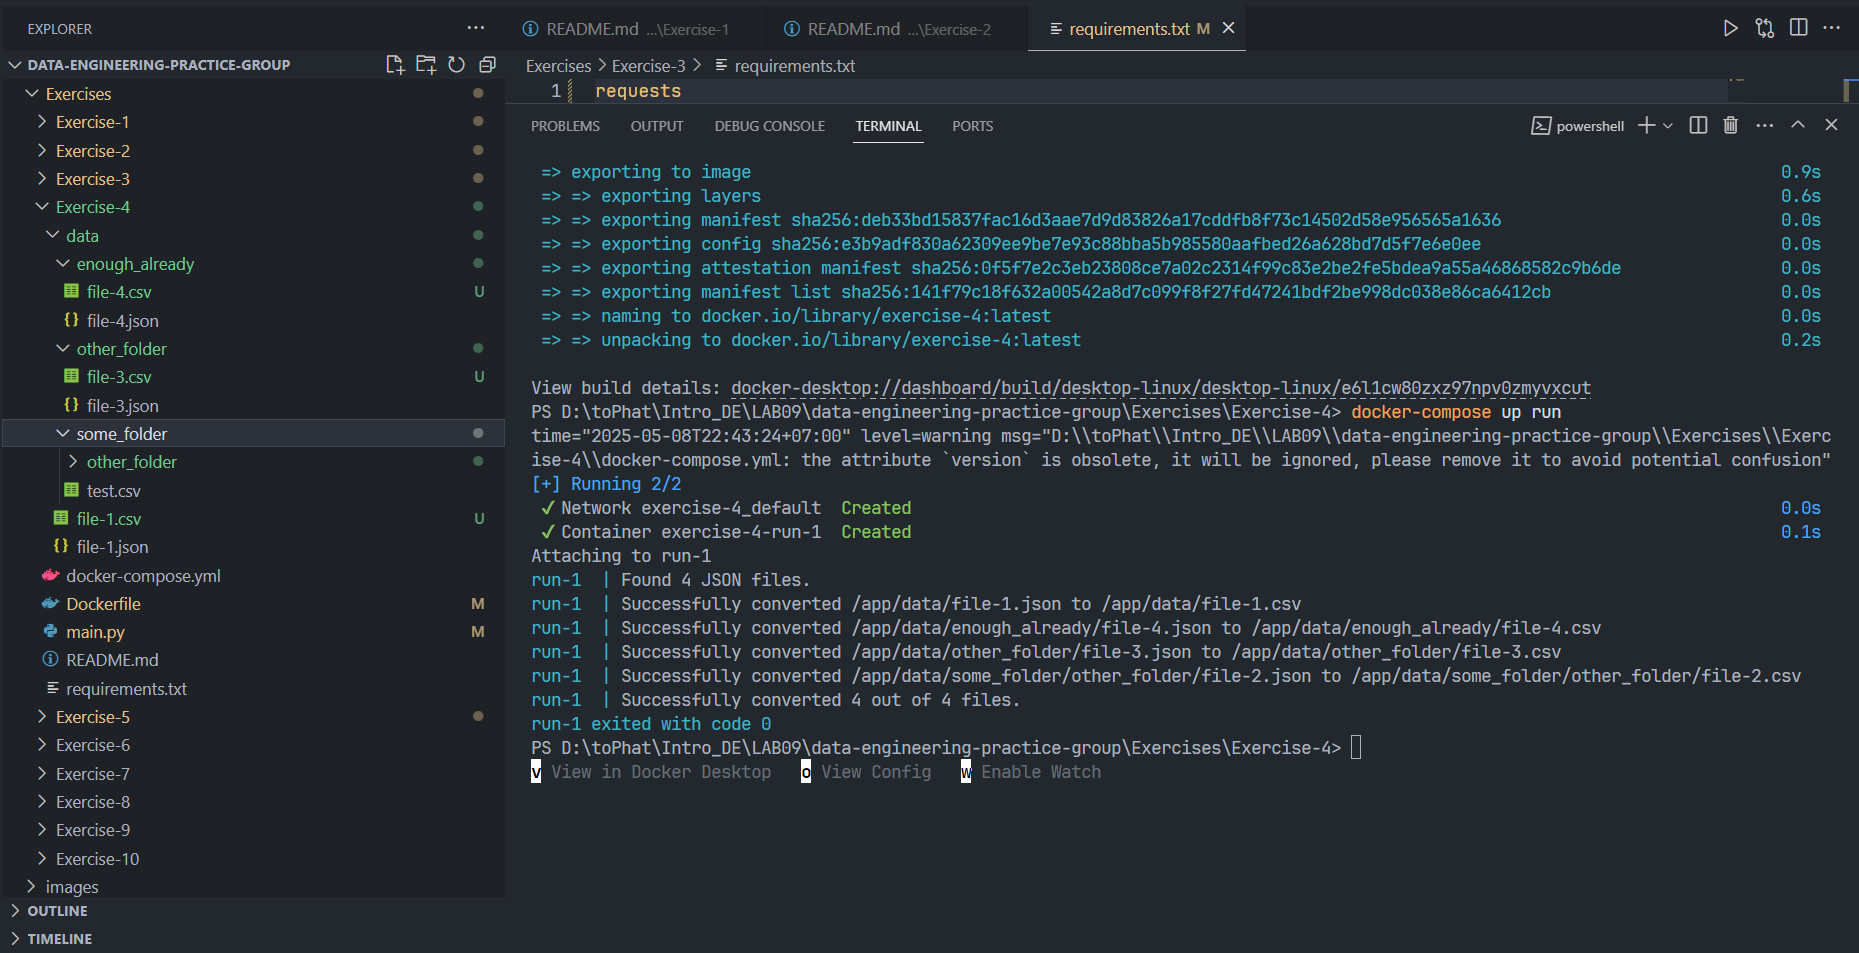 EXPLORER
DATA-ENGINEERING-PRACTICE-GROUP
Exercises
Exercise-1
Exercise-2
Exercise-3
Exercise-4
data
enough_already
file-4.csv U
file-4.json
other_folder
file-3.csv U
file-3.json
some_folder
other_folder
test.csv
file-1.csv U
file-1.json
docker-compose.yml
Dockerfile M
main.py M
README.md
requirements.txt
Exercise-5
Exercise-6
Exercise-7
Exercise-8
Exercise-9
Exercise-10
images
OUTLINE
TIMELINE
README.md ...\Exercise-1 README.md ...\Exercise-2 requirements.txt M
Exercises > Exercise-3 > requirements.txt
1 requests
PROBLEMS OUTPUT DEBUG CONSOLE TERMINAL PORTS powershell
=> exporting to image 0.9s
=> => exporting layers 0.6s
=> => exporting manifest sha256:deb33bd15837fac16d3aae7d9d83826a17cddfb8f73c14502d58e956565a1636 0.0s
=> => exporting config sha256:e3b9adf830a62309ee9be7e93c88bba5b985580aafbed26a628bd7d5f7e6e0ee 0.0s
=> => exporting attestation manifest sha256:0f5f7e2c3eb23808ce7a02c2314f99c83e2be2fe5bdea9a55a46868582c9b6de 0.0s
=> => exporting manifest list sha256:141f79c18f632a00542a8d7c099f8f27fd47241bdf2be998dc038e86ca6412cb 0.0s
=> => naming to docker.io/library/exercise-4:latest 0.0s
=> => unpacking to docker.io/library/exercise-4:latest 0.2s
View build details: docker-desktop://dashboard/build/desktop-linux/desktop-linux/e6l1cw80zxz97npv0zmyvxcut
PS D:\toPhat\Intro_DE\LAB09\data-engineering-practice-group\Exercises\Exercise-4> docker-compose up run
time="2025-05-08T22:43:24+07:00" level=warning msg="D:\\toPhat\\Intro_DE\\LAB09\\data-engineering-practice-group\\Exercises\\Exerc
ise-4\\docker-compose.yml: the attribute `version` is obsolete, it will be ignored, please remove it to avoid potential confusion"
[+] Running 2/2
✓ Network exercise-4_default Created 0.0s
✓ Container exercise-4-run-1 Created 0.1s
Attaching to run-1
run-1 | Found 4 JSON files.
run-1 | Successfully converted /app/data/file-1.json to /app/data/file-1.csv
run-1 | Successfully converted /app/data/enough_already/file-4.json to /app/data/enough_already/file-4.csv
run-1 | Successfully converted /app/data/other_folder/file-3.json to /app/data/other_folder/file-3.csv
run-1 | Successfully converted /app/data/some_folder/other_folder/file-2.json to /app/data/some_folder/other_folder/file-2.csv
run-1 | Successfully converted 4 out of 4 files.
run-1 exited with code 0
PS D:\toPhat\Intro_DE\LAB09\data-engineering-practice-group\Exercises\Exercise-4>
v View in Docker Desktop o View Config w Enable Watch